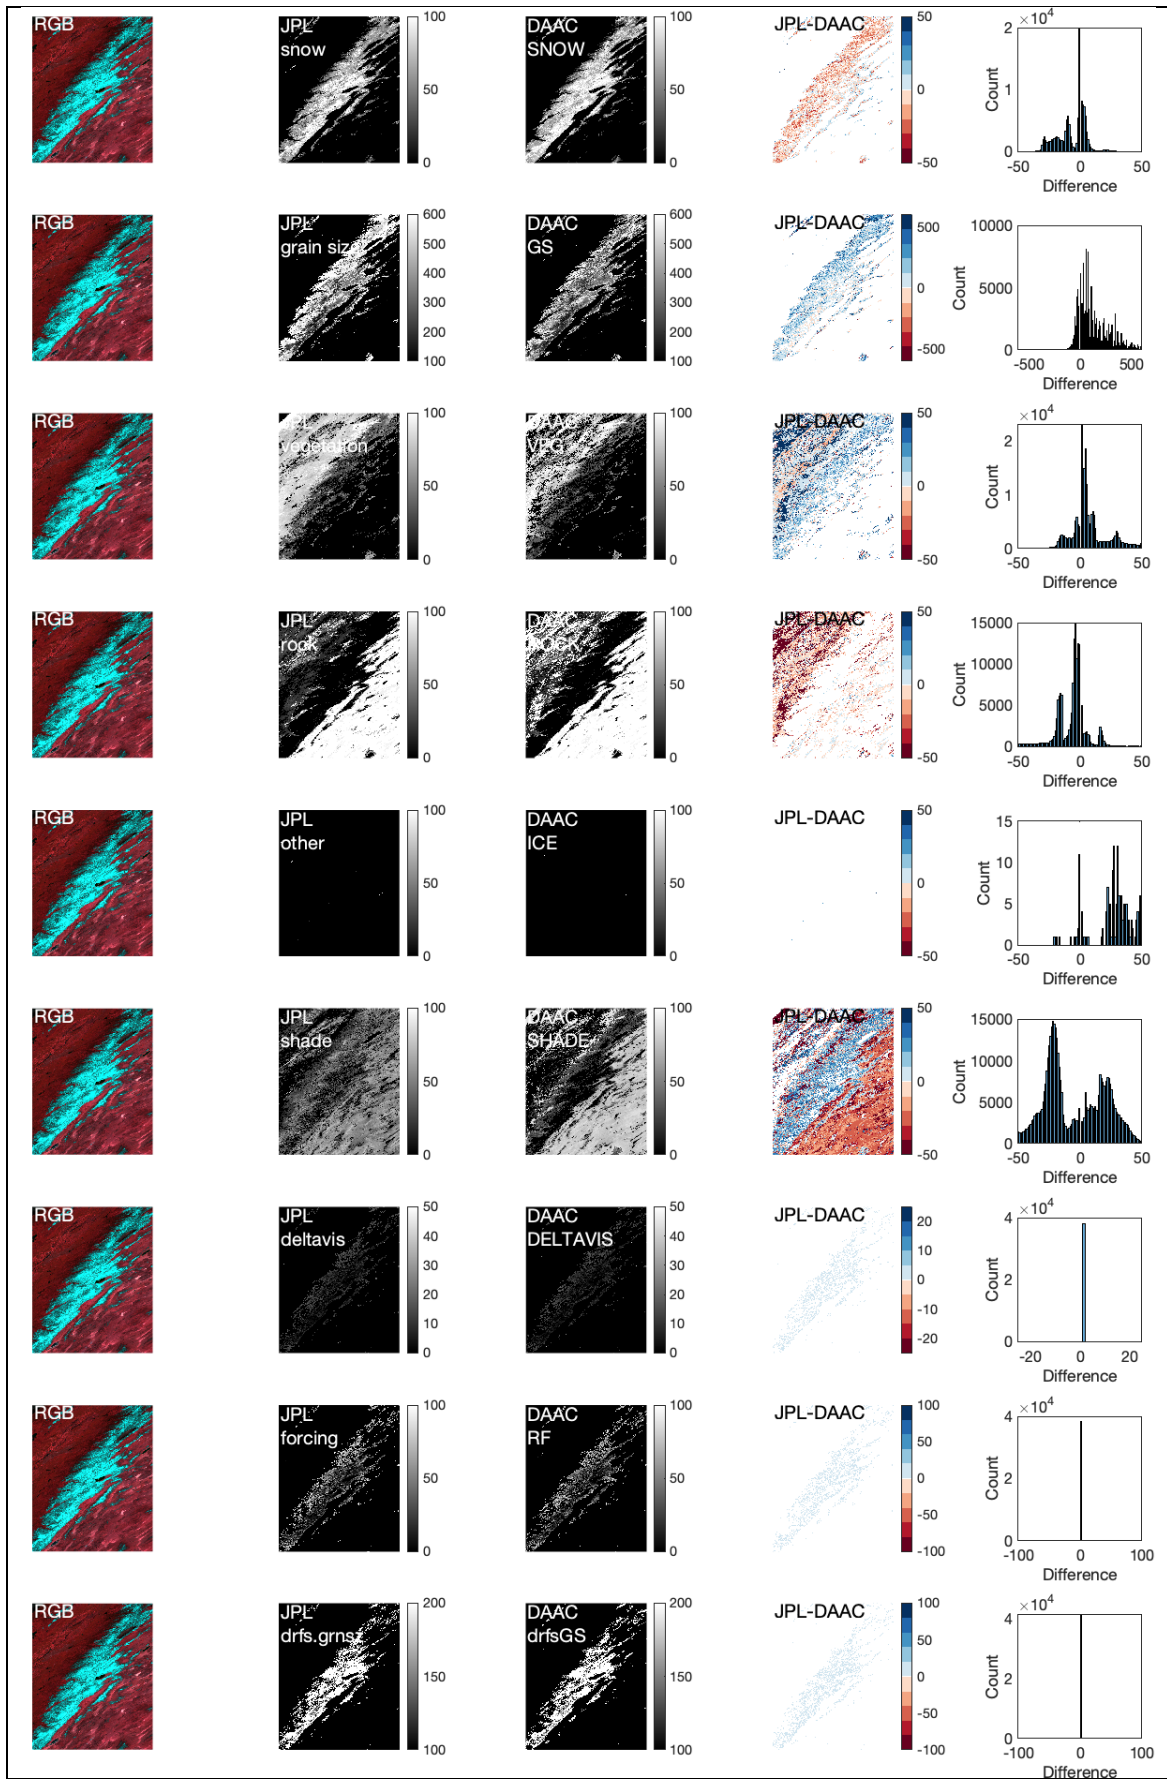 RGB
JPL
snow
100
50
0
DAAC
SNOW
100
50
0
JPL-DAAC
50
0
-50
×10⁴
2
1
0
Count
-50 0 50
Difference
RGB
JPL
grain size
600
500
400
300
200
100
DAAC
GS
600
500
400
300
200
100
JPL-DAAC
500
0
-500
10000
5000
0
Count
-500 0 500
Difference
RGB
JPL
vegetation
100
50
0
DAAC
VEG
100
50
0
JPL-DAAC
50
0
-50
×10⁴
2
1
0
Count
-50 0 50
Difference
RGB
JPL
rock
100
50
0
DAAC
ROCK
100
50
0
JPL-DAAC
50
0
-50
15000
10000
5000
0
Count
-50 0 50
Difference
RGB
JPL
other
100
50
0
DAAC
ICE
100
50
0
JPL-DAAC
50
0
-50
15
10
5
0
Count
-50 0 50
Difference
RGB
JPL
shade
100
50
0
DAAC
SHADE
100
50
0
JPL-DAAC
50
0
-50
15000
10000
5000
0
Count
-50 0 50
Difference
RGB
JPL
deltavis
50
40
30
20
10
0
DAAC
DELTAVIS
50
40
30
20
10
0
JPL-DAAC
20
10
0
-10
-20
×10⁴
4
2
0
Count
-20 0 20
Difference
RGB
JPL
forcing
100
50
0
DAAC
RF
100
50
0
JPL-DAAC
100
50
0
-50
-100
×10⁴
4
2
0
Count
-100 0 100
Difference
RGB
JPL
drfs.grnsz
200
150
100
DAAC
drfsGS
200
150
100
JPL-DAAC
100
50
0
-50
-100
×10⁴
4
2
0
Count
-100 0 100
Difference